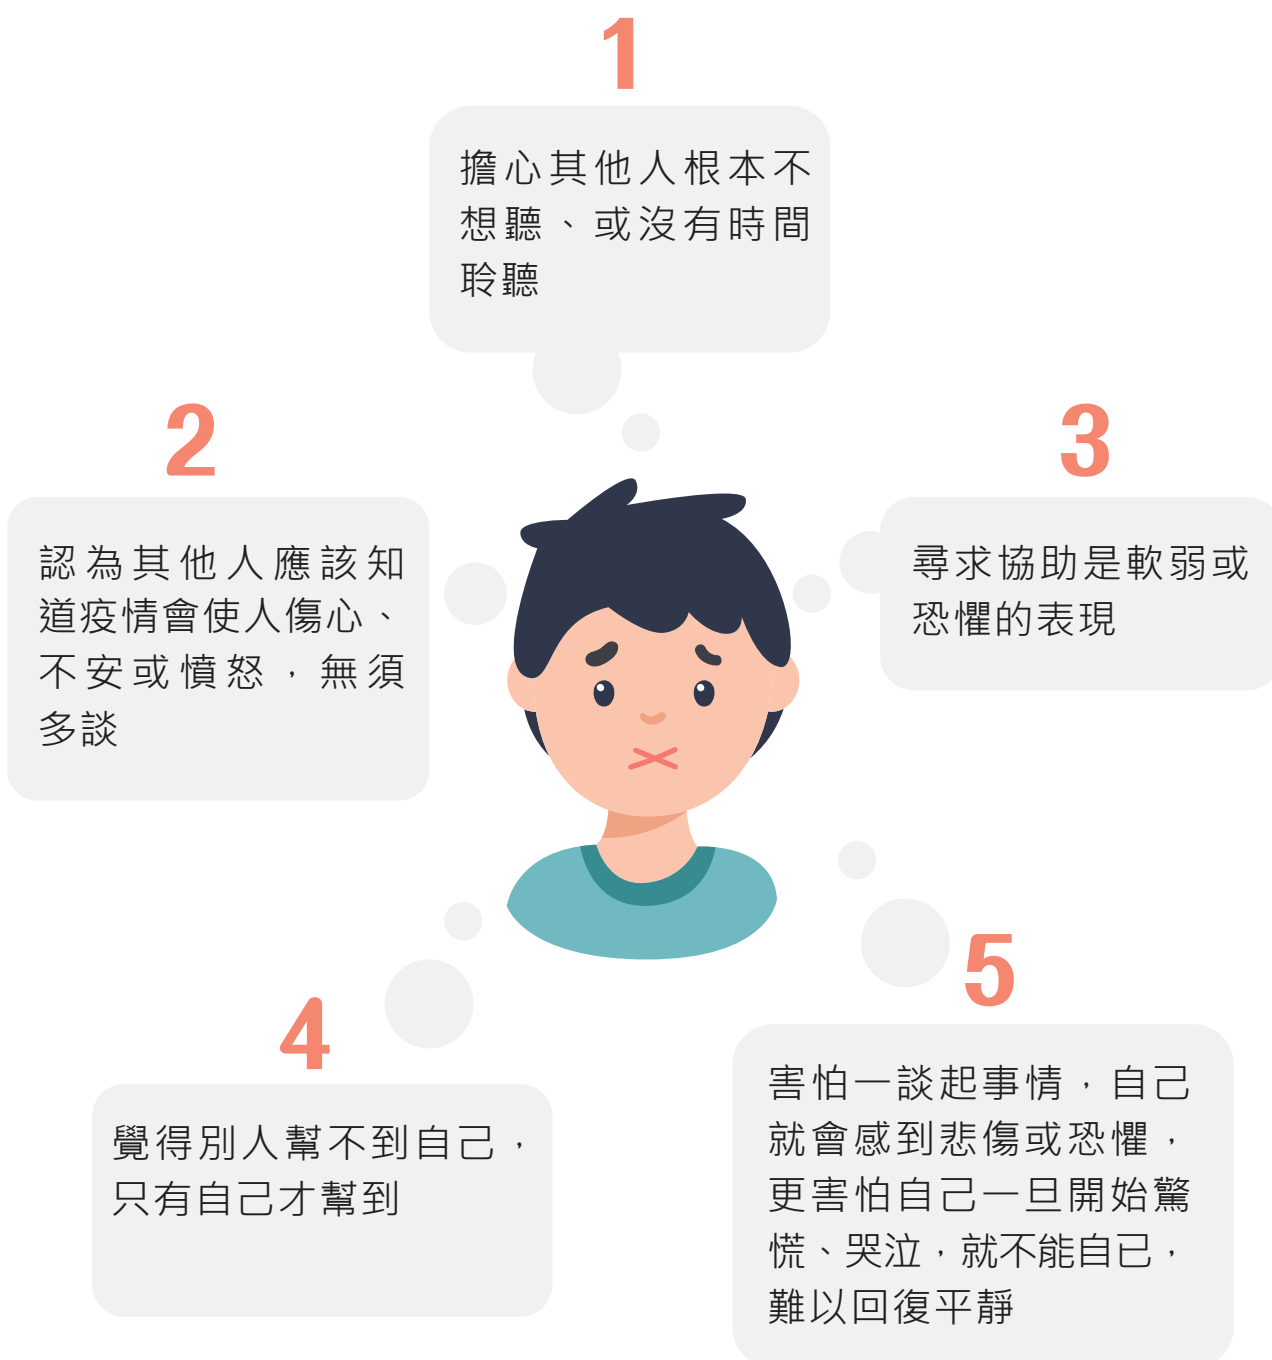 1
擔心其他人根本不
想聽、或沒有時間
聆聽
2
認為其他人應該知
道疫情會使人傷心、
不安或憤怒，無須
多談
3
尋求協助是軟弱或
恐懼的表現
4
覺得別人幫不到自己，
只有自己才幫到
5
害怕一談起事情，自己
就會感到悲傷或恐懼，
更害怕自己一旦開始驚
慌、哭泣，就不能自已，
難以回復平靜